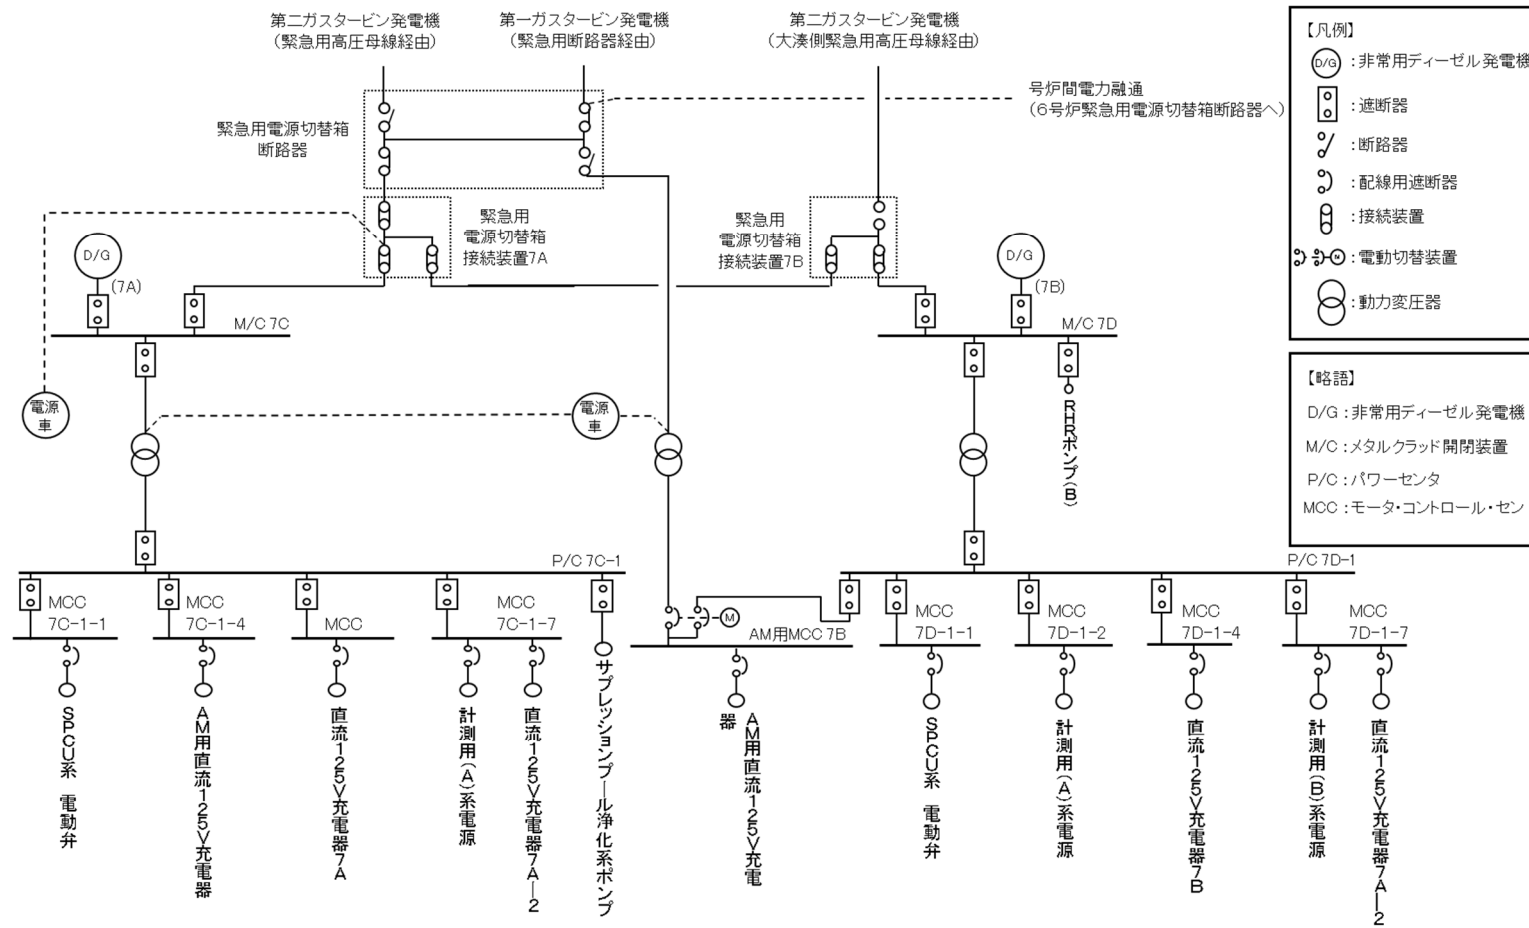 第二ガスタービン発電機
（緊急用高圧母線経由）
第一ガスタービン発電機
（緊急用断路器経由）
第二ガスタービン発電機
（大湊側緊急用高圧母線経由）
号炉間電力融通
（6号炉緊急用電源切替箱断路器へ）
緊急用電源切替箱
断路器
緊急用
電源切替箱
接続装置7A
緊急用
電源切替箱
接続装置7B
D/G
(7A)
D/G
(7B)
M/C 7C
M/C 7D
電源
車
電源
車
RHRポンプ(B)
P/C 7C-1
P/C 7D-1
MCC
7C-1-1
MCC
7C-1-4
MCC
MCC
7C-1-7
M
AM用MCC 7B
MCC
7D-1-1
MCC
7D-1-2
MCC
7D-1-4
MCC
7D-1-7
SPCU系 電動弁
AM用直流125V充電器
直流125V充電器7A
計測用(A)系電源
直流125V充電器7A-2
サプレッションプール浄化系ポンプ
AM用直流125V充電
器
SPCU系 電動弁
計測用(A)系電源
直流125V充電器7B
計測用(B)系電源
直流125V充電器7A-2
【凡例】
D/G
：非常用ディーゼル発電機
：遮断器
：断路器
：配線用遮断器
：接続装置
：電動切替装置
：動力変圧器
【略語】
D/G：非常用ディーゼル発電機
M/C：メタルクラッド開閉装置
P/C：パワーセンタ
MCC：モータ・コントロール・セン